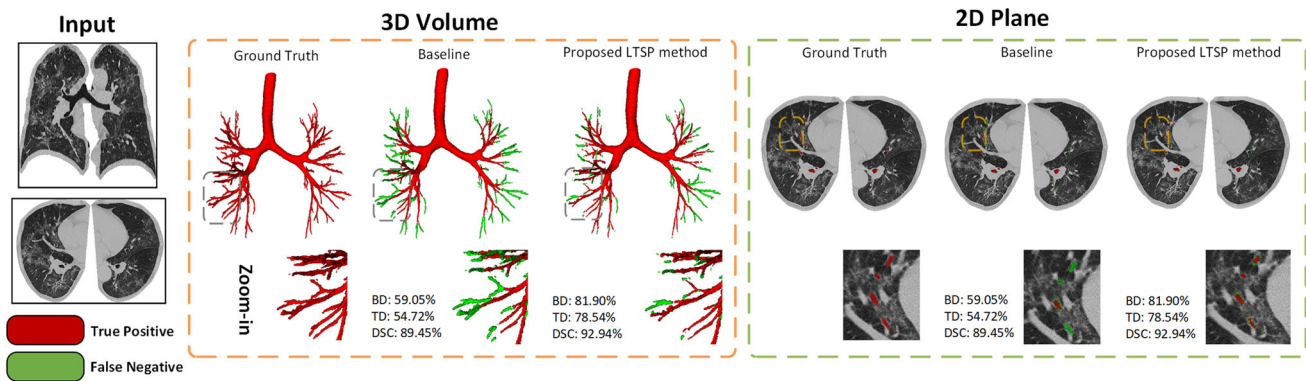 Input
3D Volume
2D Plane
Ground Truth
Baseline
Proposed LTSP method
Ground Truth
Baseline
Proposed LTSP method
Zoom-in
BD: 59.05%
TD: 54.72%
DSC: 89.45%
BD: 81.90%
TD: 78.54%
DSC: 92.94%
BD: 59.05%
TD: 54.72%
DSC: 89.45%
BD: 81.90%
TD: 78.54%
DSC: 92.94%
True Positive
False Negative